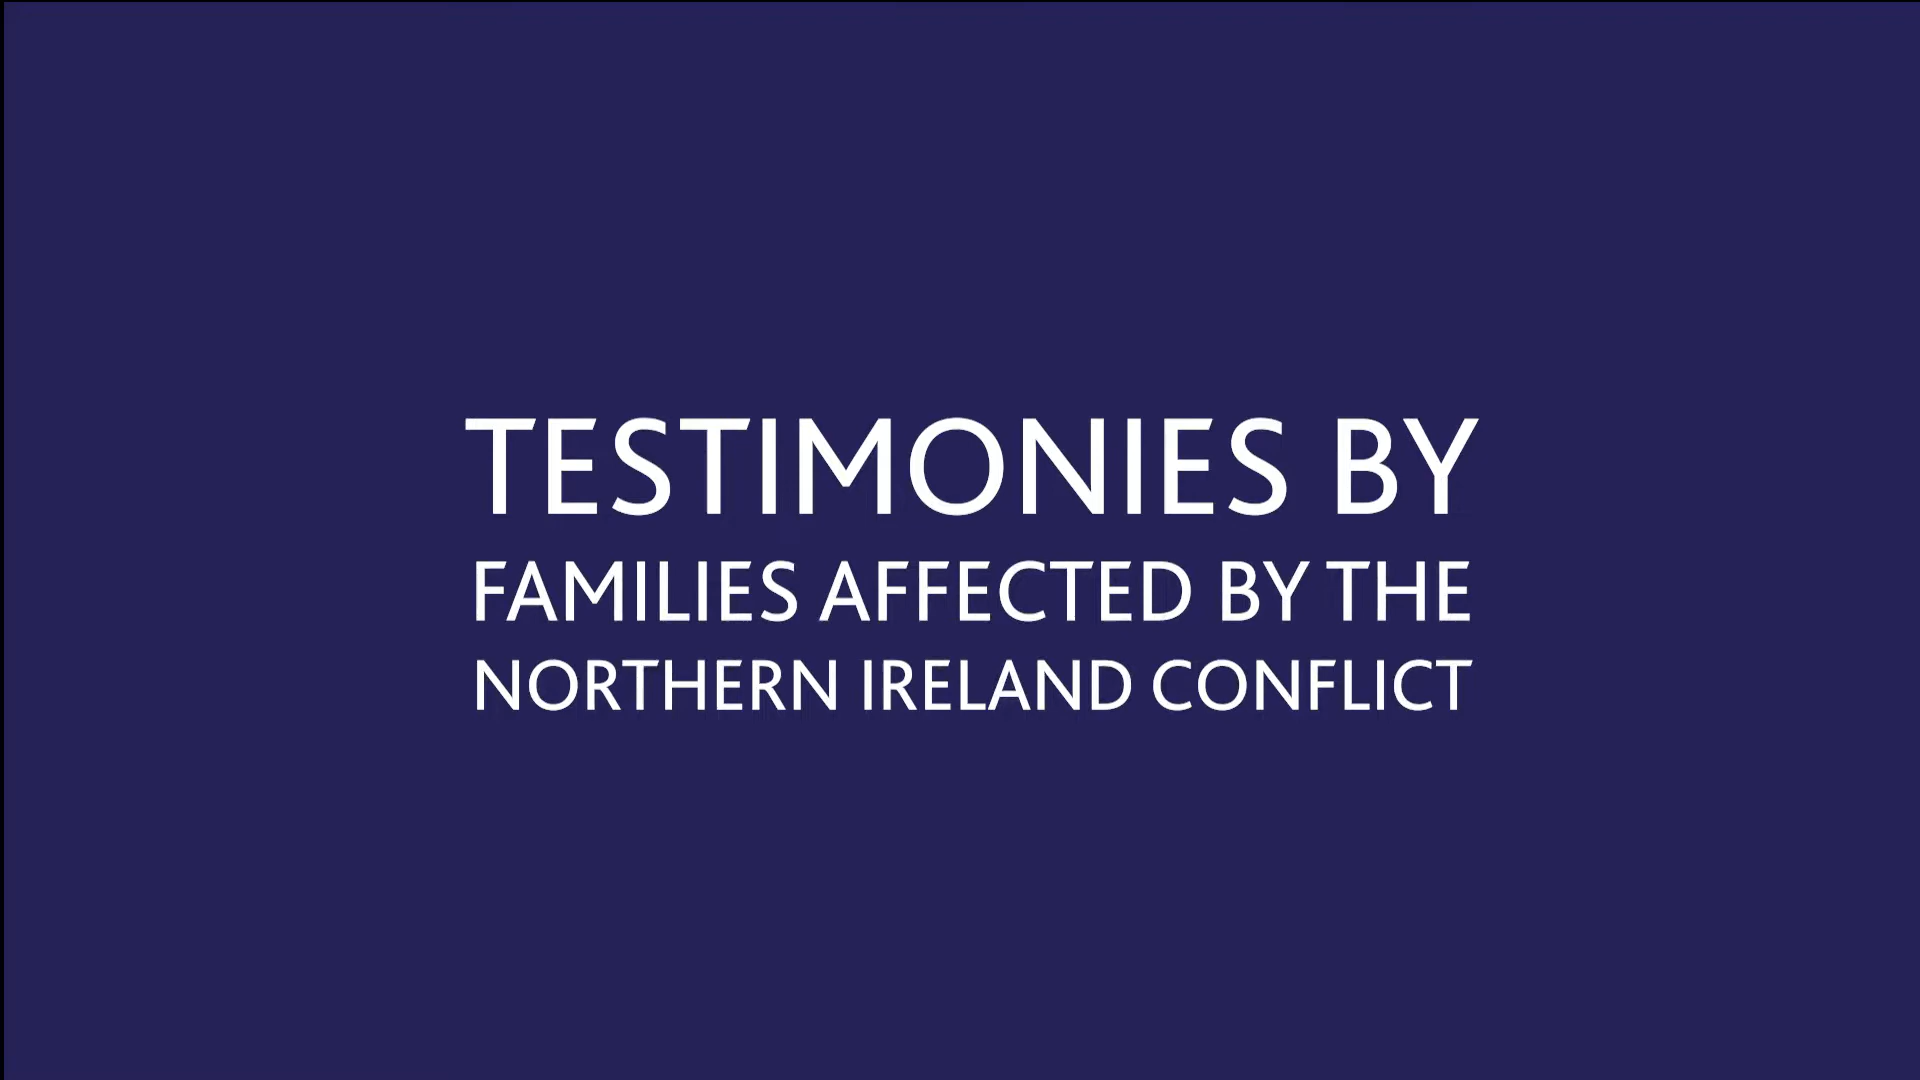 TESTIMONIES BY
FAMILIES AFFECTED BY THE
NORTHERN IRELAND CONFLICT